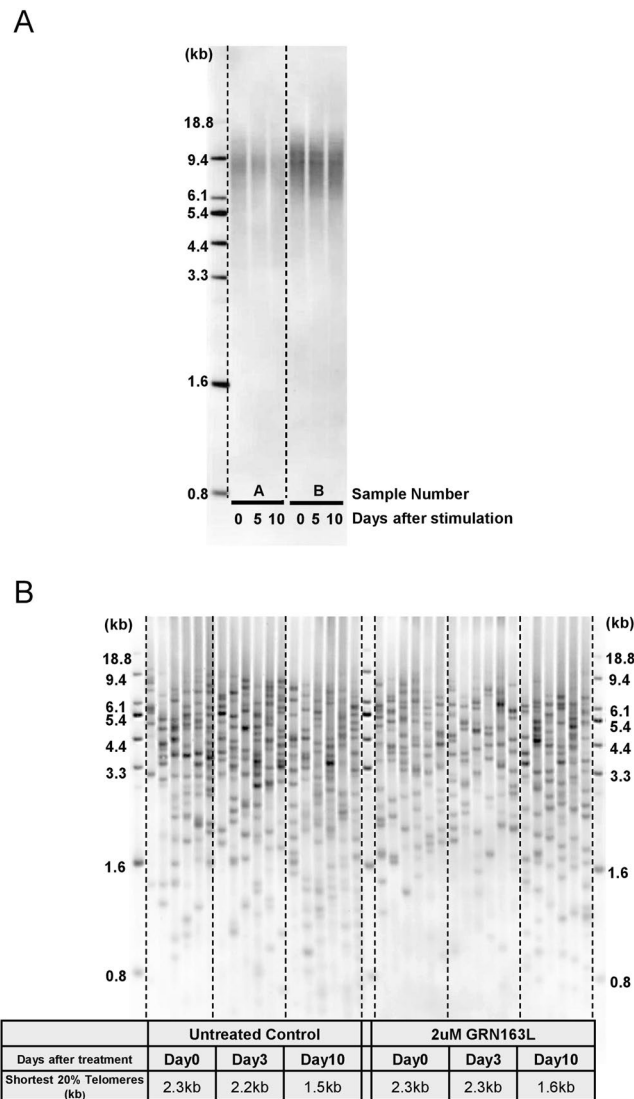 A
(kb)
18.8
9.4
6.1
5.4
4.4
3.3
1.6
0.8
A B Sample Number
0 5 10 0 5 10 Days after stimulation
B
(kb) (kb)
18.8 18.8
9.4 9.4
6.1 6.1
5.4 5.4
4.4 4.4
3.3 3.3
1.6 1.6
0.8 0.8
Untreated Control 2uM GRN163L
Days after treatment Day0 Day3 Day10 Day0 Day3 Day10
Shortest 20% Telomeres
(kb) 2.3kb 2.2kb 1.5kb 2.3kb 2.3kb 1.6kb